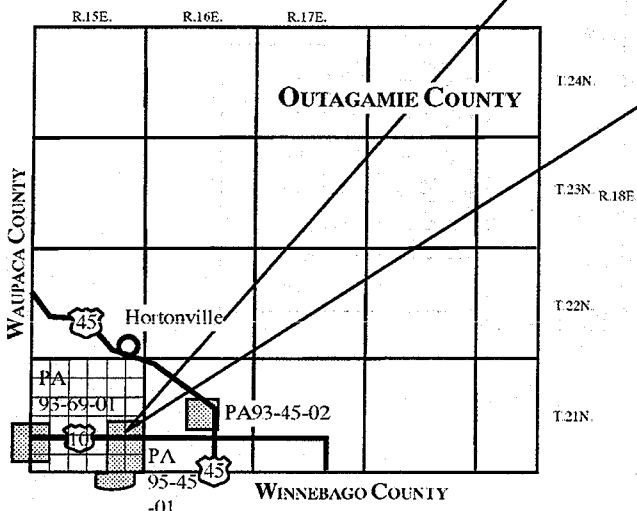 R.15E. R.16E. R.17E.
OUTAGAMIE COUNTY
T.24N.
WAUPACA COUNTY
T.23N. R.18E.
45
Hortonville
T.22N.
PA
93-69-01
PA93-45-02
T.21N.
10
PA
95-45
-01
45
WINNEBAGO COUNTY